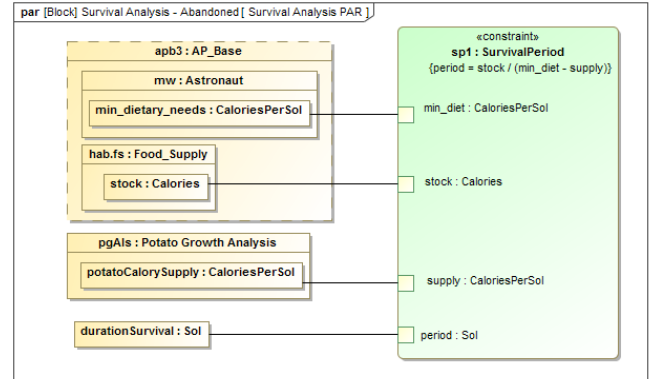 par [Block] Survival Analysis - Abandoned [ Survival Analysis PAR ]
apb3 : AP_Base
mw : Astronaut
min_dietary_needs : CaloriesPerSol
hab.fs : Food_Supply
stock : Calories
pgAls : Potato Growth Analysis
potatoCalorySupply : CaloriesPerSol
durationSurvival : Sol
«constraint»
sp1 : SurvivalPeriod
{period = stock / (min_diet - supply)}
min_diet : CaloriesPerSol
stock : Calories
supply : CaloriesPerSol
period : Sol